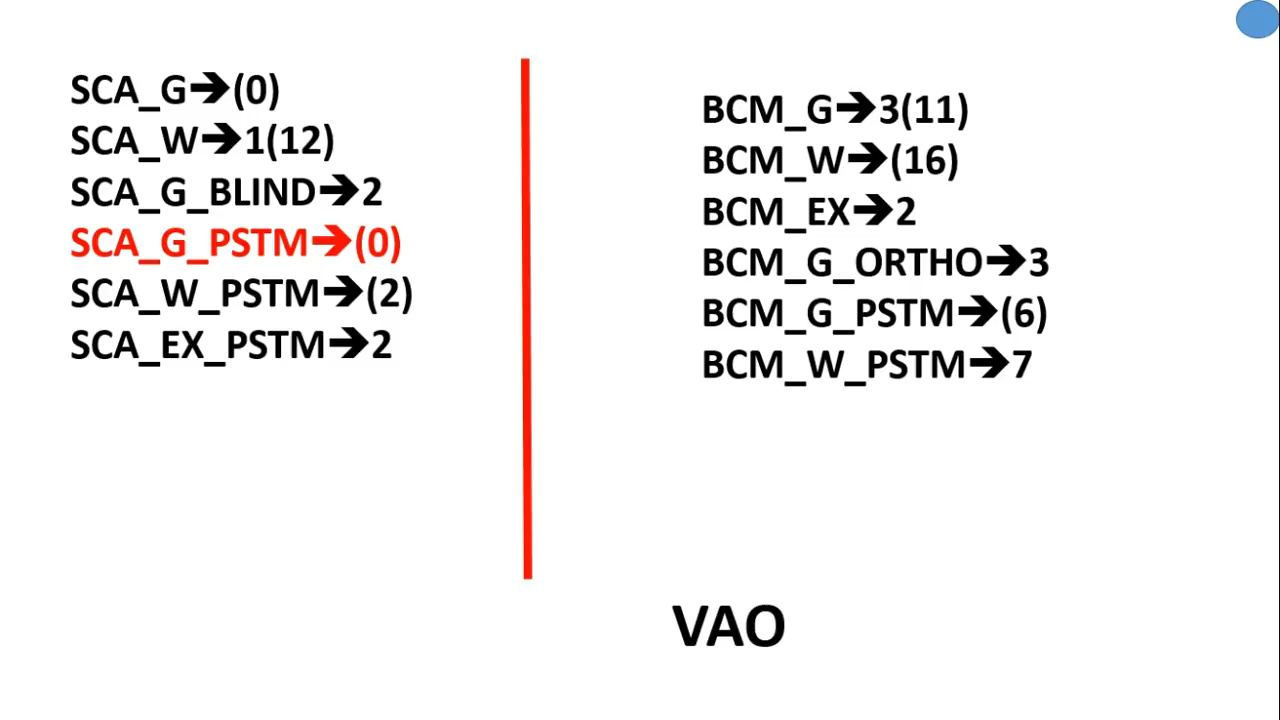 SCA_G➔(0)
SCA_W➔1(12)
SCA_G_BLIND➔2
SCA_G_PSTM➔(0)
SCA_W_PSTM➔(2)
SCA_EX_PSTM➔2
BCM_G➔3(11)
BCM_W➔(16)
BCM_EX➔2
BCM_G_ORTHO➔3
BCM_G_PSTM➔(6)
BCM_W_PSTM➔7
VAO